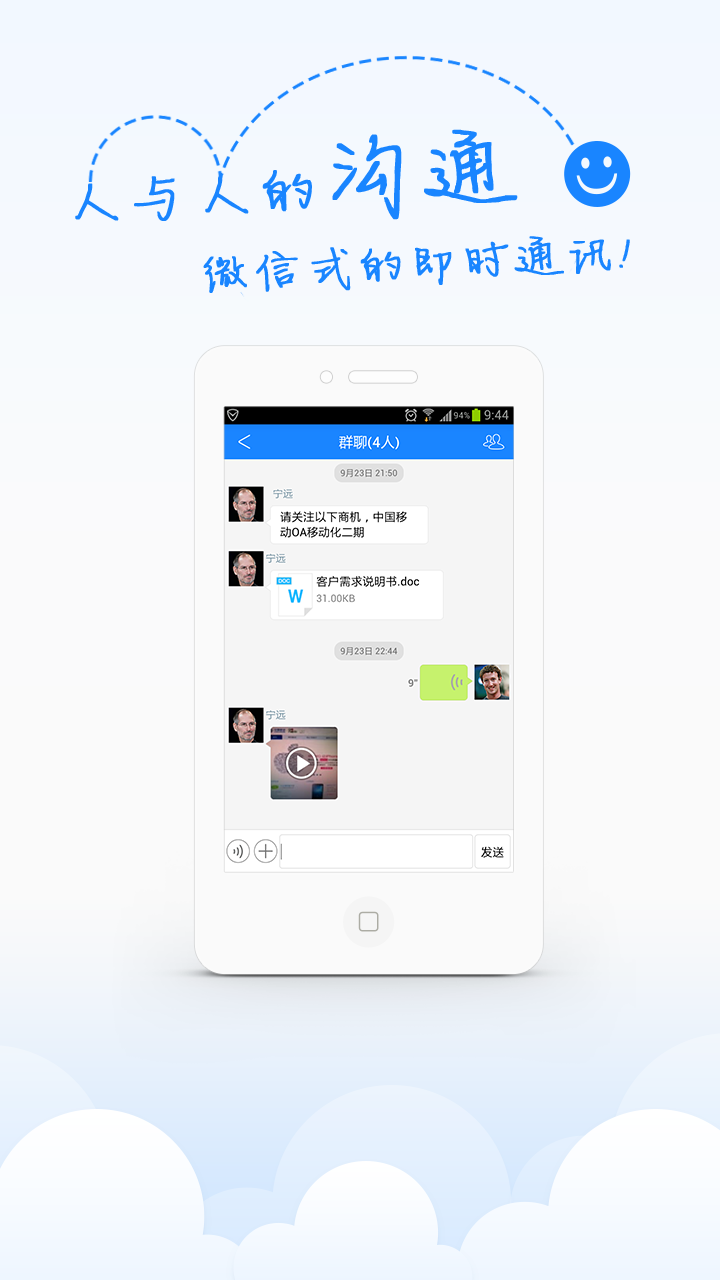 人与人的沟通
微信式的即时通讯!
94% 9:44
群聊(4人)
9月23日 21:50
宁远
请关注以下商机，中国移
动OA移动化二期
宁远
DOC
W
客户需求说明书.doc
31.00KB
9月23日 22:44
9"
宁远
发送